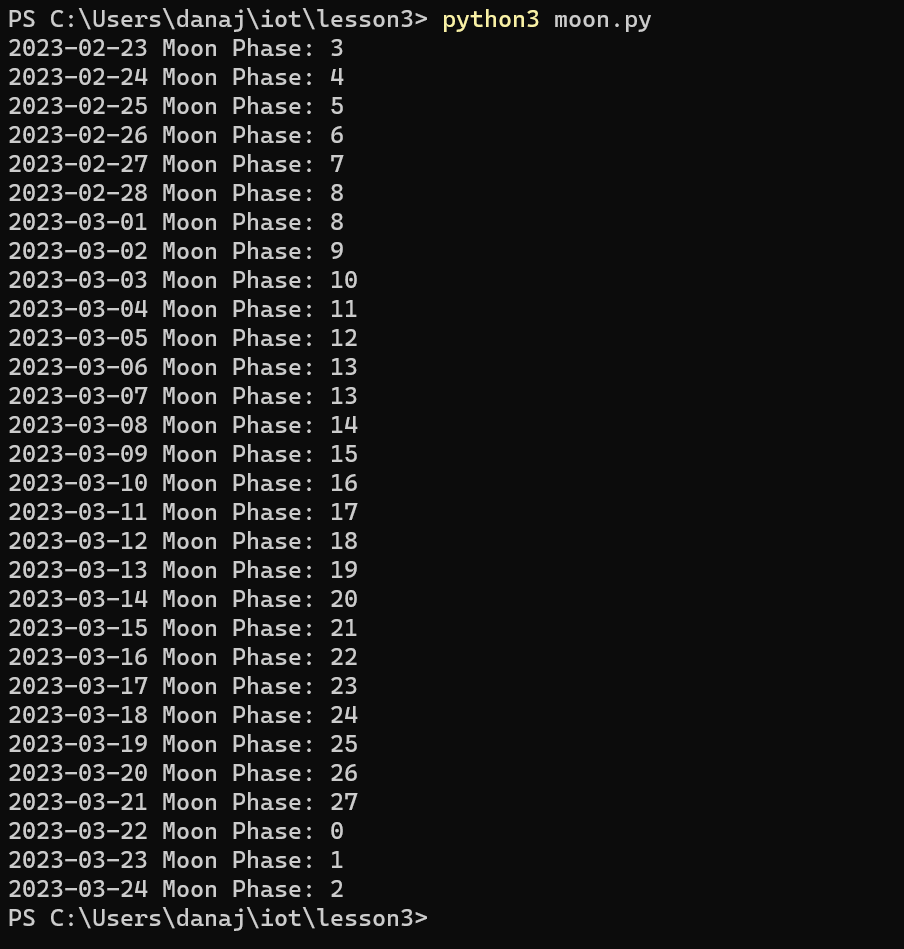 PS C:\Users\danaj\iot\lesson3> python3 moon.py
2023-02-23 Moon Phase: 3
2023-02-24 Moon Phase: 4
2023-02-25 Moon Phase: 5
2023-02-26 Moon Phase: 6
2023-02-27 Moon Phase: 7
2023-02-28 Moon Phase: 8
2023-03-01 Moon Phase: 8
2023-03-02 Moon Phase: 9
2023-03-03 Moon Phase: 10
2023-03-04 Moon Phase: 11
2023-03-05 Moon Phase: 12
2023-03-06 Moon Phase: 13
2023-03-07 Moon Phase: 13
2023-03-08 Moon Phase: 14
2023-03-09 Moon Phase: 15
2023-03-10 Moon Phase: 16
2023-03-11 Moon Phase: 17
2023-03-12 Moon Phase: 18
2023-03-13 Moon Phase: 19
2023-03-14 Moon Phase: 20
2023-03-15 Moon Phase: 21
2023-03-16 Moon Phase: 22
2023-03-17 Moon Phase: 23
2023-03-18 Moon Phase: 24
2023-03-19 Moon Phase: 25
2023-03-20 Moon Phase: 26
2023-03-21 Moon Phase: 27
2023-03-22 Moon Phase: 0
2023-03-23 Moon Phase: 1
2023-03-24 Moon Phase: 2
PS C:\Users\danaj\iot\lesson3>